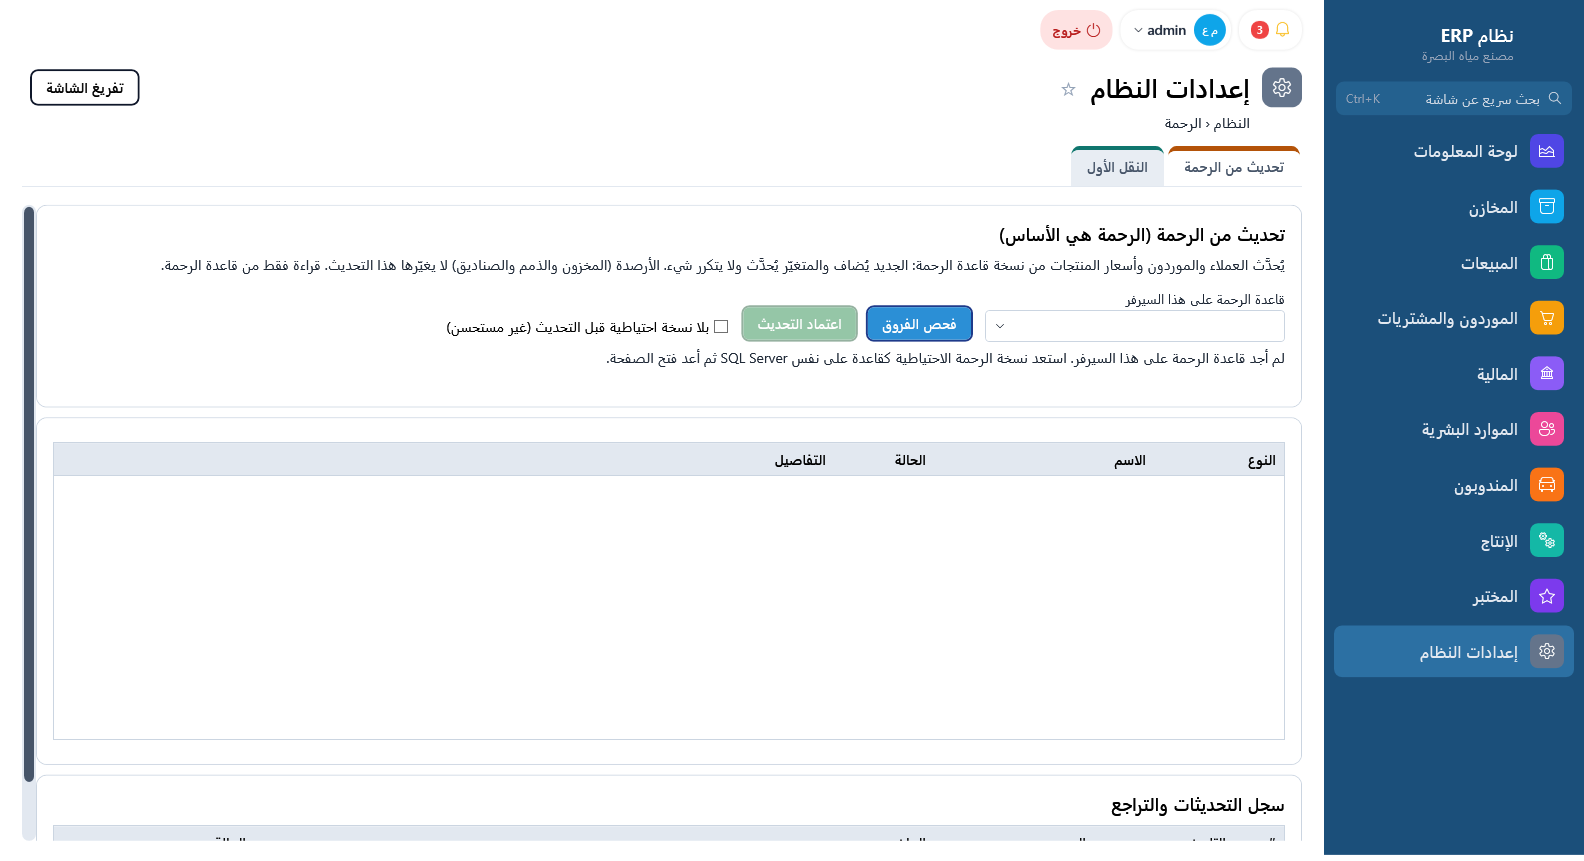 نظام ERP
مصنع مياه البصرة
بحث سريع عن شاشة Ctrl+K
لوحة المعلومات
المخازن
المبيعات
الموردون والمشتريات
المالية
الموارد البشرية
المندوبون
الإنتاج
المختبر
إعدادات النظام
3
م ع admin
خروج
إعدادات النظام
تفريغ الشاشة
النظام › الرحمة
تحديث من الرحمة
النقل الأول
تحديث من الرحمة (الرحمة هي الأساس)
يُحدَّث العملاء والموردون وأسعار المنتجات من نسخة قاعدة الرحمة: الجديد يُضاف والمتغيّر يُحدَّث ولا يتكرر شيء. الأرصدة (المخزون والذمم والصناديق) لا يغيّرها هذا التحديث. قراءة فقط من قاعدة الرحمة.
قاعدة الرحمة على هذا السيرفر
فحص الفروق
اعتماد التحديث
بلا نسخة احتياطية قبل التحديث (غير مستحسن)
لم أجد قاعدة الرحمة على هذا السيرفر. استعد نسخة الرحمة الاحتياطية كقاعدة على نفس SQL Server ثم أعد فتح الصفحة.
النوع الاسم الحالة التفاصيل
سجل التحديثات والتراجع